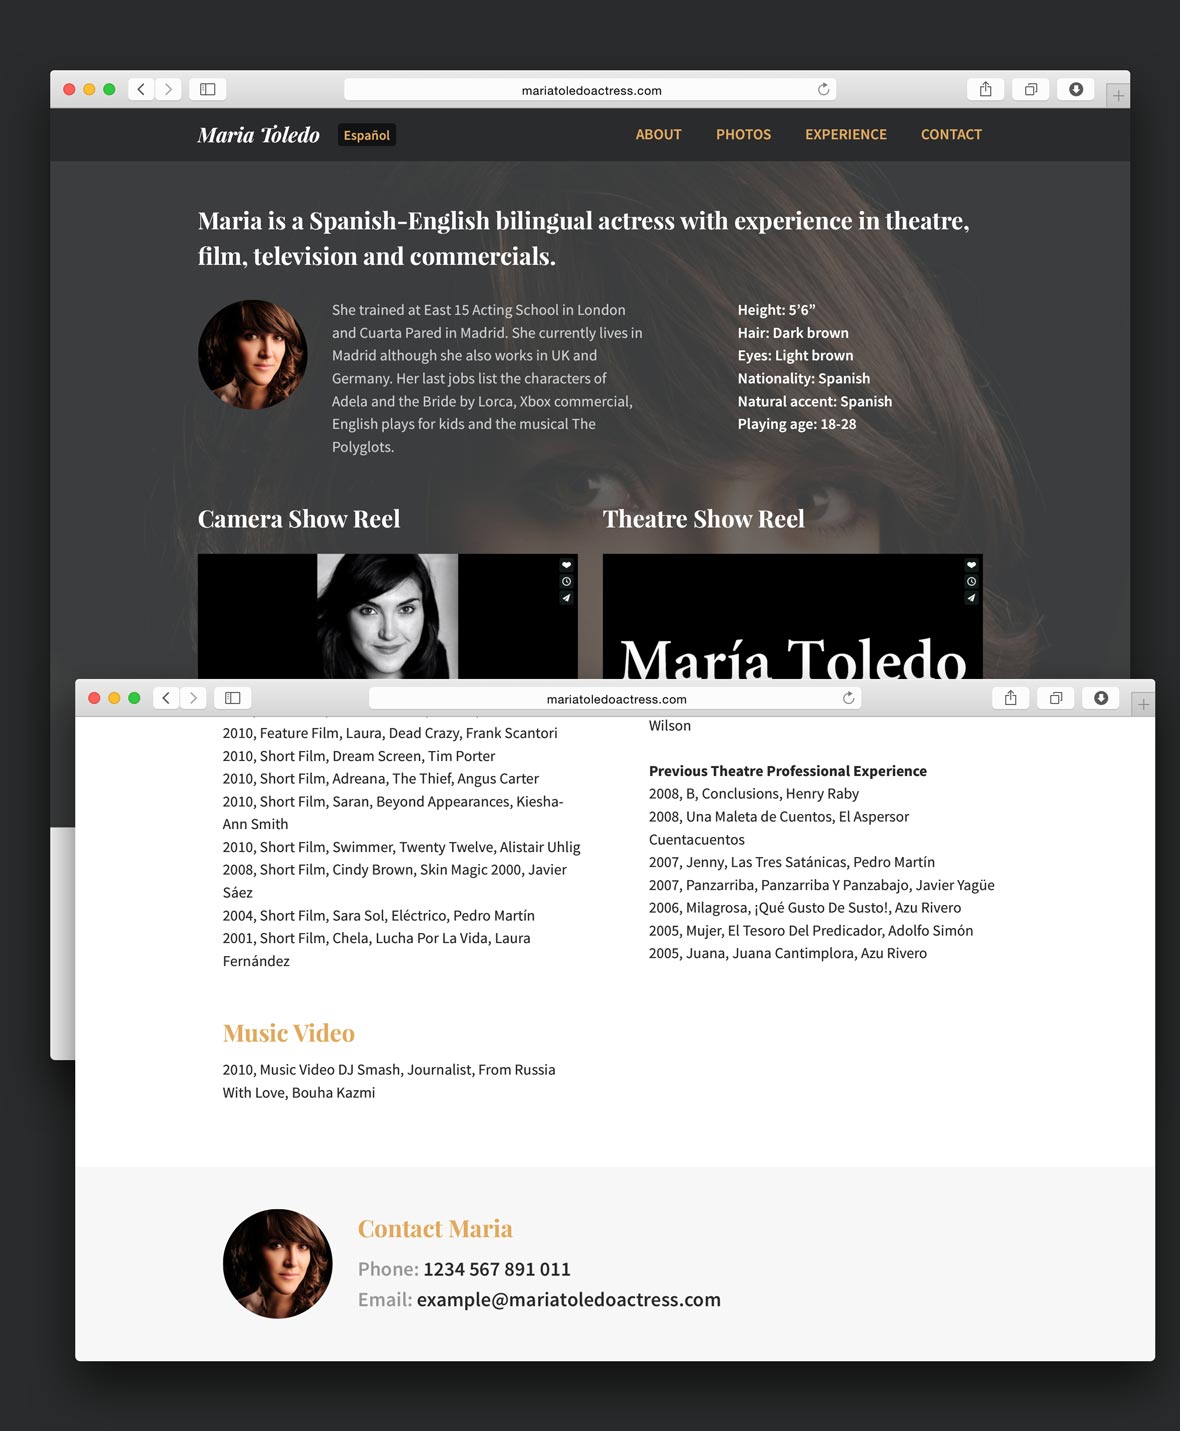 mariatoledoactress.com
Maria Toledo
Español
ABOUT
PHOTOS
EXPERIENCE
CONTACT
Maria is a Spanish-English bilingual actress with experience in theatre,
film, television and commercials.
She trained at East 15 Acting School in London
and Cuarta Pared in Madrid. She currently lives in
Madrid although she also works in UK and
Germany. Her last jobs list the characters of
Adela and the Bride by Lorca, Xbox commercial,
English plays for kids and the musical The
Polyglots.
Height: 5’6”
Hair: Dark brown
Eyes: Light brown
Nationality: Spanish
Natural accent: Spanish
Playing age: 18-28
Camera Show Reel
Theatre Show Reel
María Toledo
mariatoledoactress.com
2010, Feature Film, Laura, Dead Crazy, Frank Scantori
2010, Short Film, Dream Screen, Tim Porter
2010, Short Film, Adreana, The Thief, Angus Carter
2010, Short Film, Saran, Beyond Appearances, Kiesha-
Ann Smith
2010, Short Film, Swimmer, Twenty Twelve, Alistair Uhlig
2008, Short Film, Cindy Brown, Skin Magic 2000, Javier
Sáez
2004, Short Film, Sara Sol, Eléctrico, Pedro Martín
2001, Short Film, Chela, Lucha Por La Vida, Laura
Fernández
Music Video
2010, Music Video DJ Smash, Journalist, From Russia
With Love, Bouha Kazmi
Wilson
Previous Theatre Professional Experience
2008, B, Conclusions, Henry Raby
2008, Una Maleta de Cuentos, El Aspersor
Cuentacuentos
2007, Jenny, Las Tres Satánicas, Pedro Martín
2007, Panzarriba, Panzarriba Y Panzabajo, Javier Yagüe
2006, Milagrosa, ¡Qué Gusto De Susto!, Azu Rivero
2005, Mujer, El Tesoro Del Predicador, Adolfo Simón
2005, Juana, Juana Cantimplora, Azu Rivero
Contact Maria
Phone: 1234 567 891 011
Email: example@mariatoledoactress.com